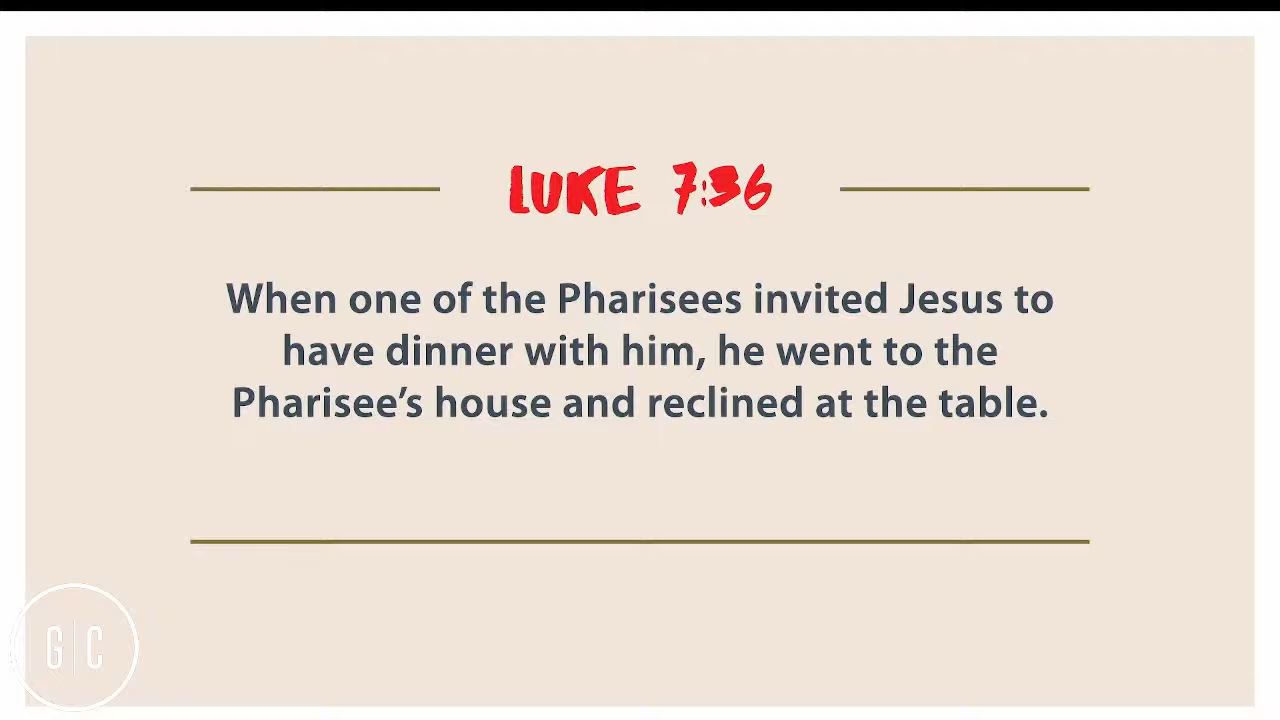 LUKE 7:36
When one of the Pharisees invited Jesus to
have dinner with him, he went to the
Pharisee’s house and reclined at the table.
G|C